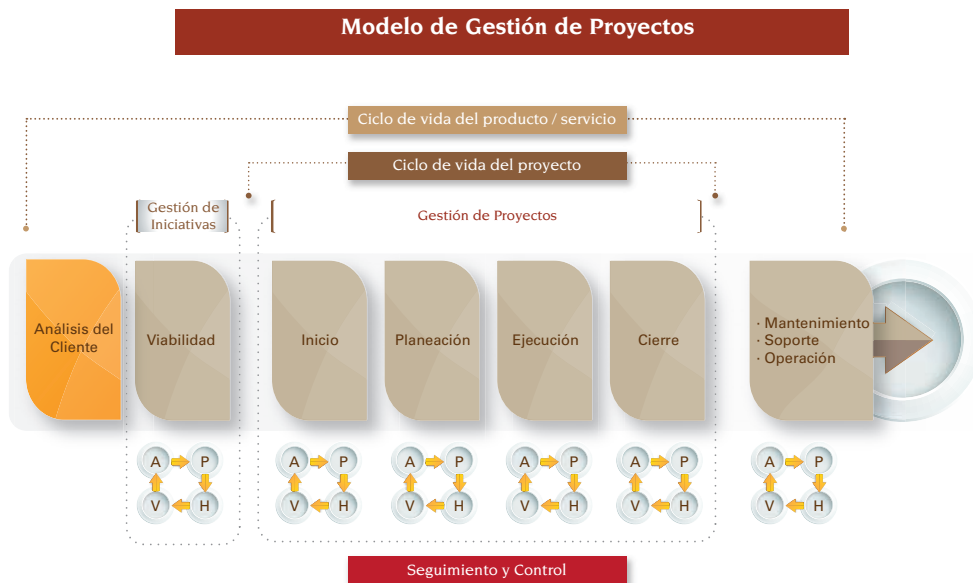 Modelo de Gestión de Proyectos
Ciclo de vida del producto / servicio
Ciclo de vida del proyecto
Gestión de
Iniciativas
Gestión de Proyectos
Análisis del
Cliente
Viabilidad
Inicio
Planeación
Ejecución
Cierre
· Mantenimiento
· Soporte
· Operación
A P
V H
A P
V H
A P
V H
A P
V H
A P
V H
A P
V H
Seguimiento y Control